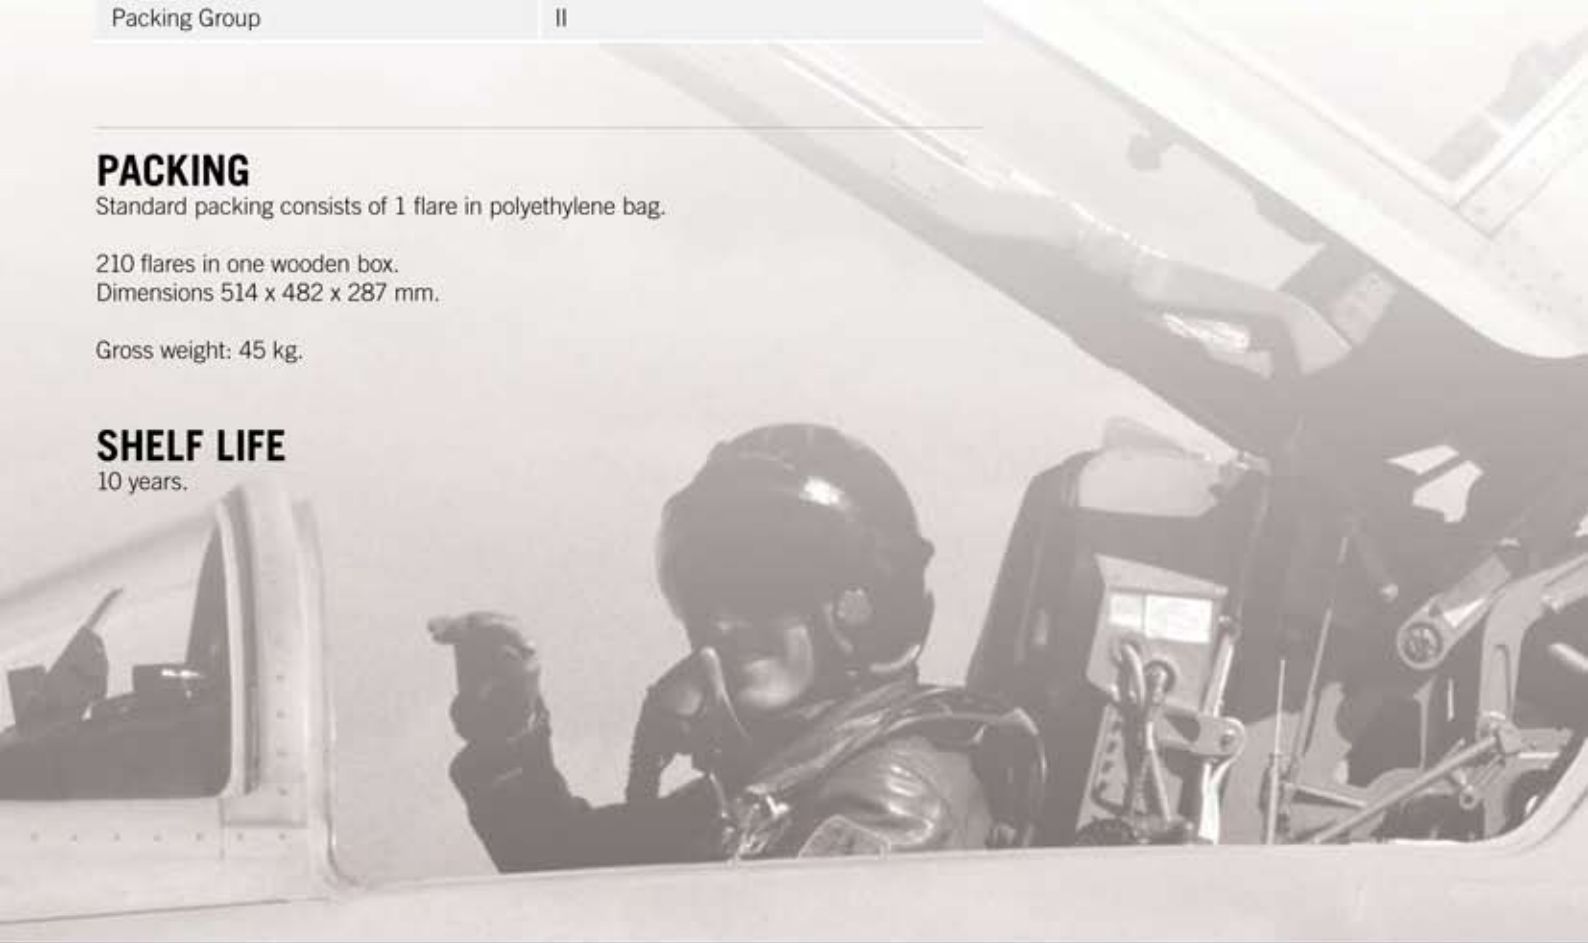 Packing Group II
PACKING
Standard packing consists of 1 flare in polyethylene bag.
210 flares in one wooden box.
Dimensions 514 x 482 x 287 mm.
Gross weight: 45 kg.
SHELF LIFE
10 years.